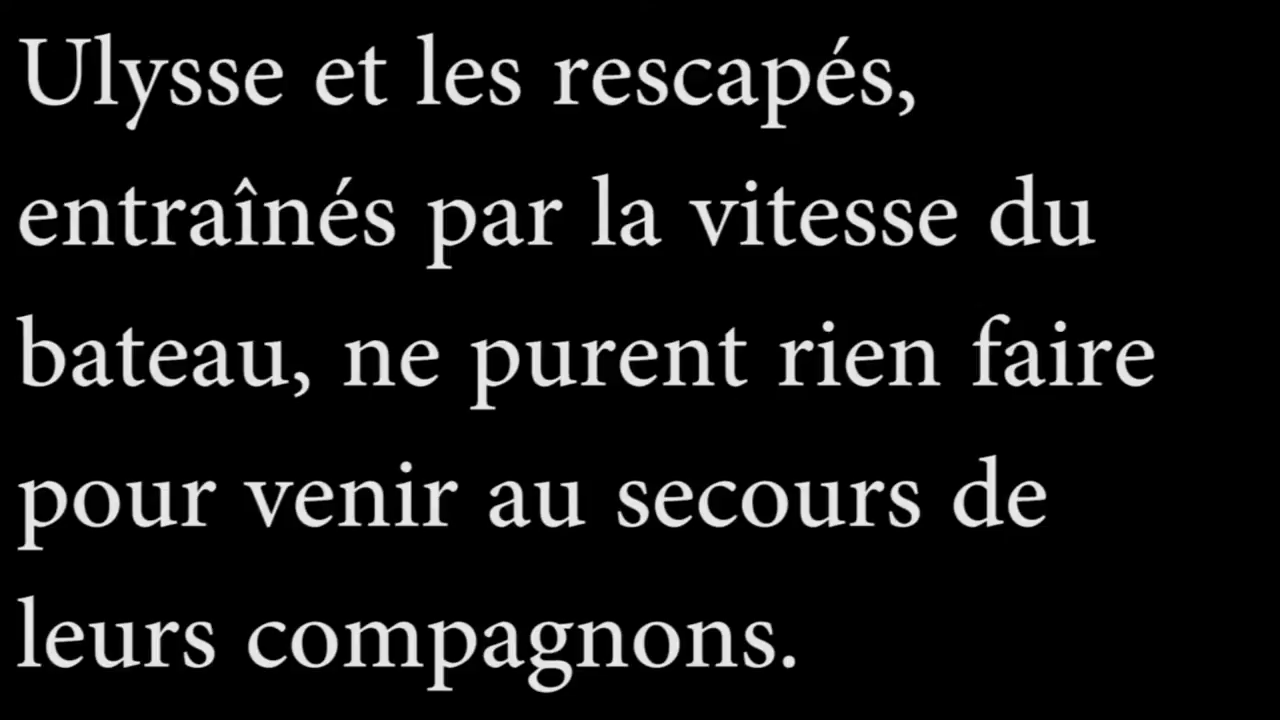 Ulysse et les rescapés,
entraînés par la vitesse du
bateau, ne purent rien faire
pour venir au secours de
leurs compagnons.